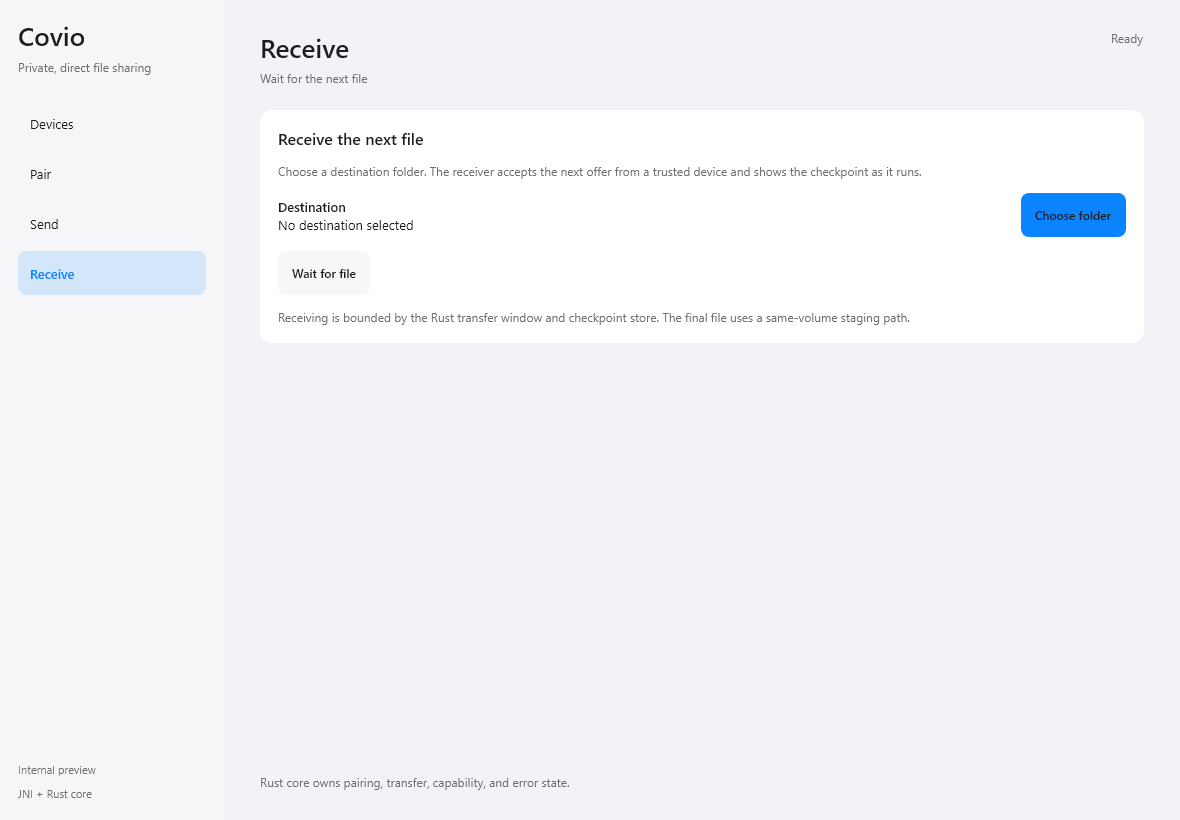 Covio
Private, direct file sharing
Devices
Pair
Send
Receive
Internal preview
JNI + Rust core
Receive
Wait for the next file
Ready
Receive the next file
Choose a destination folder. The receiver accepts the next offer from a trusted device and shows the checkpoint as it runs.
Destination
No destination selected
Choose folder
Wait for file
Receiving is bounded by the Rust transfer window and checkpoint store. The final file uses a same-volume staging path.
Rust core owns pairing, transfer, capability, and error state.